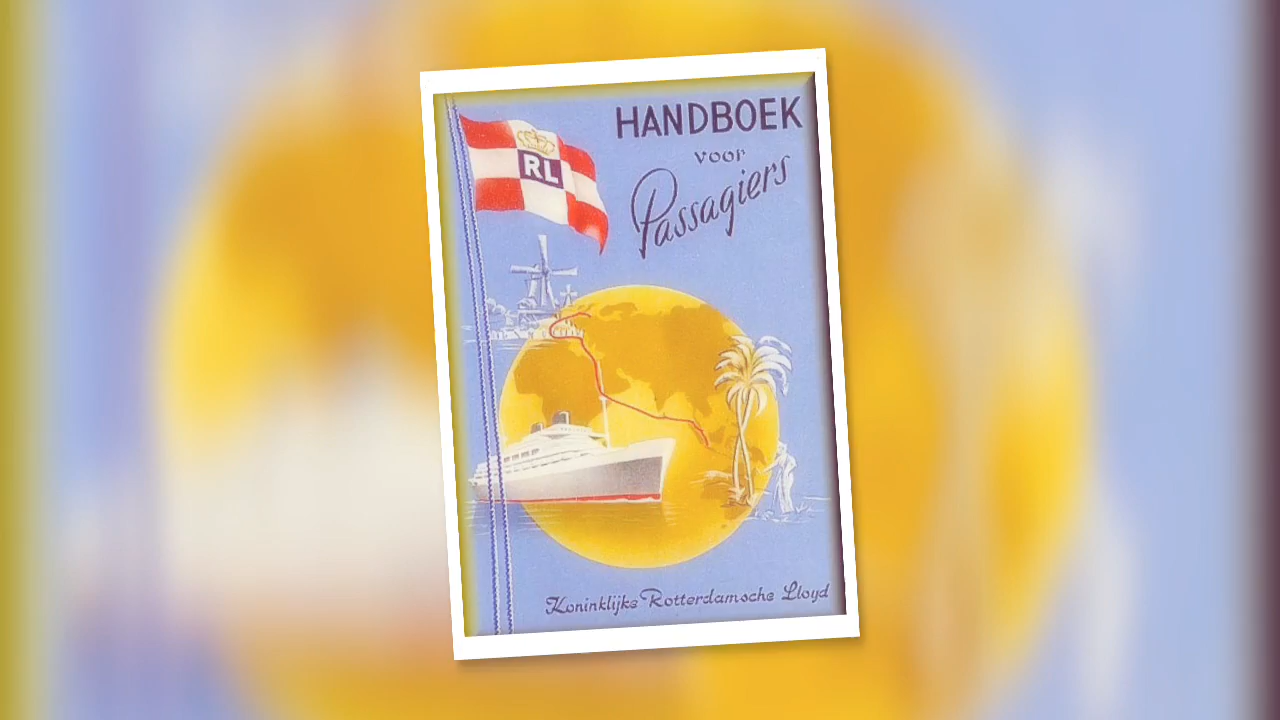 HANDBOEK
voor
Passagiers
RL
Koninklijke Rotterdamsche Lloyd